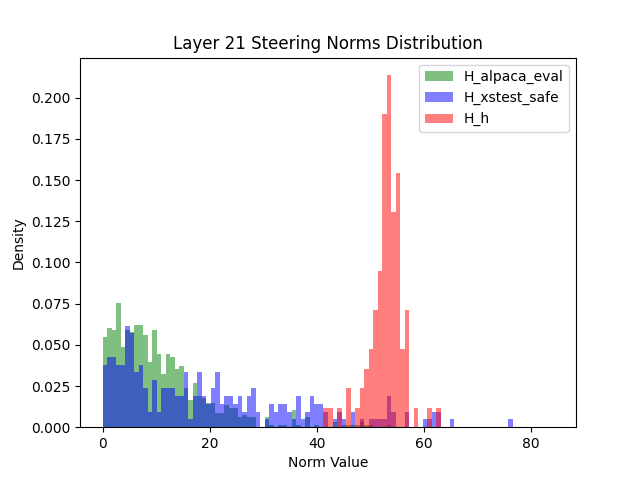 Layer 21 Steering Norms Distribution
H_alpaca_eval
H_xstest_safe
H_h
0.200
0.175
0.150
0.125
0.100
0.075
0.050
0.025
0.000
Density
0 20 40 60 80
Norm Value